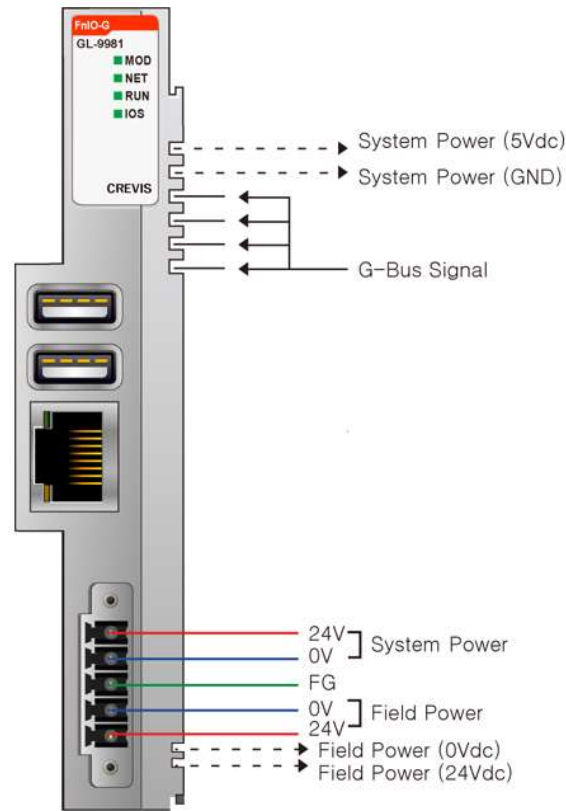 FnIO-G
GL-9981
MOD
NET
RUN
IOS
CREVIS
System Power (5Vdc)
System Power (GND)
G-Bus Signal
24V
0V
System Power
FG
0V
24V
Field Power
Field Power (0Vdc)
Field Power (24Vdc)